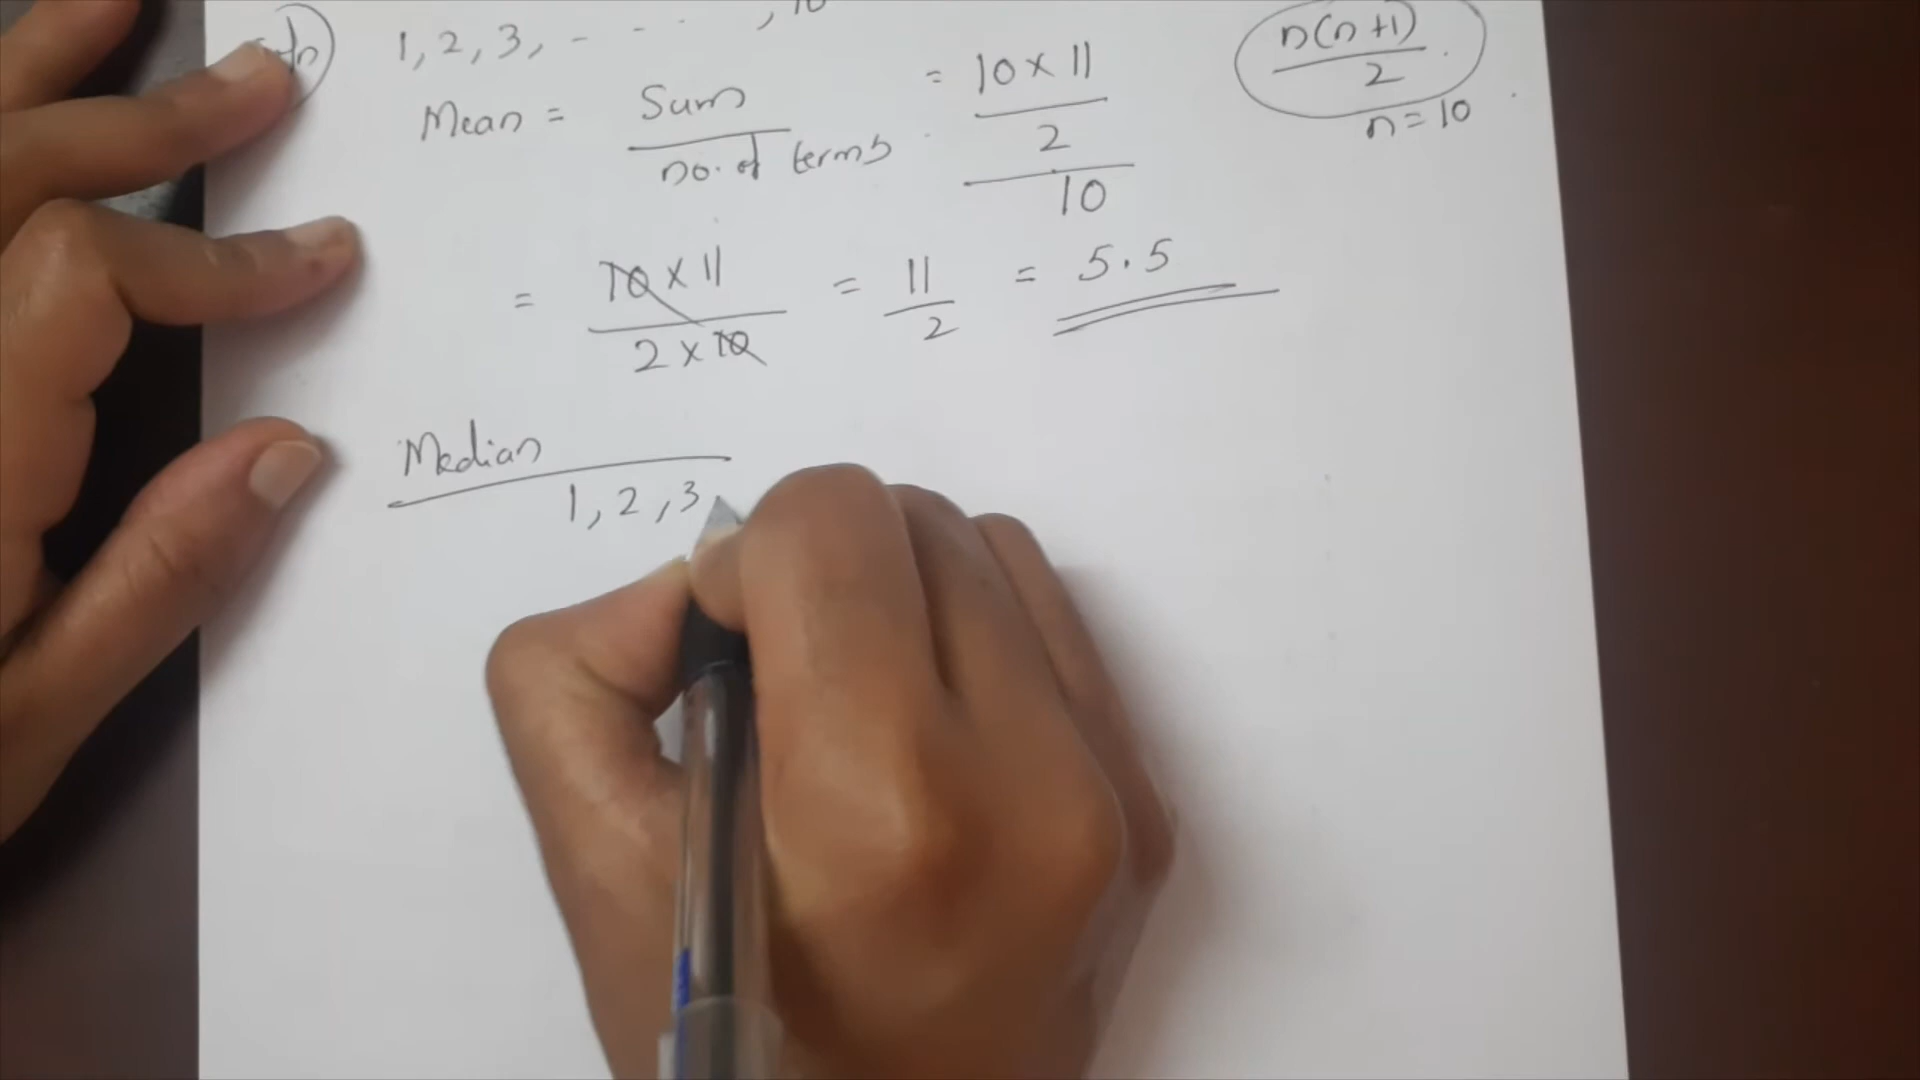 1, 2, 3, - - - , 10
Mean = Sum / no. of terms = 10 x 11 / 2 / 10
n(n+1) / 2
n = 10
= 10 x 11 / 2 x 10 = 11 / 2 = 5.5
Median
1, 2, 3